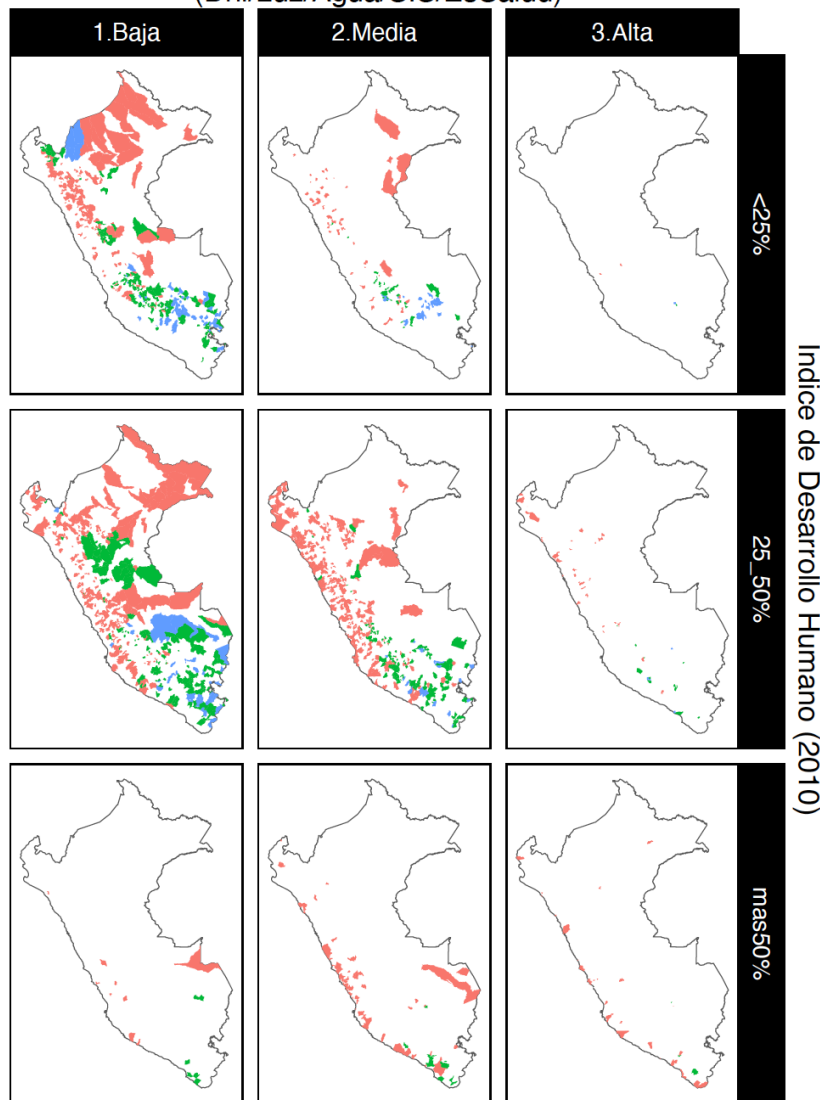 1.Baja
2.Media
3.Alta
<25%
25_50%
mas50%
Indice de Desarrollo Humano (2010)